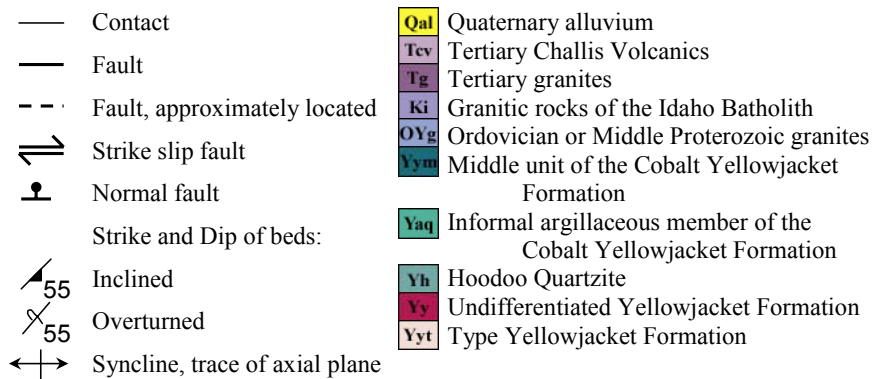 Contact
Fault
Fault, approximately located
Strike slip fault
Normal fault
Strike and Dip of beds:
55 Inclined
55 Overturned
Syncline, trace of axial plane
Qal Quaternary alluvium
Tcv Tertiary Challis Volcanics
Tg Tertiary granites
Ki Granitic rocks of the Idaho Batholith
OYg Ordovician or Middle Proterozoic granites
Yym Middle unit of the Cobalt Yellowjacket
Formation
Yaq Informal argillaceous member of the
Cobalt Yellowjacket Formation
Yh Hoodoo Quartzite
Yy Undifferentiated Yellowjacket Formation
Yyt Type Yellowjacket Formation